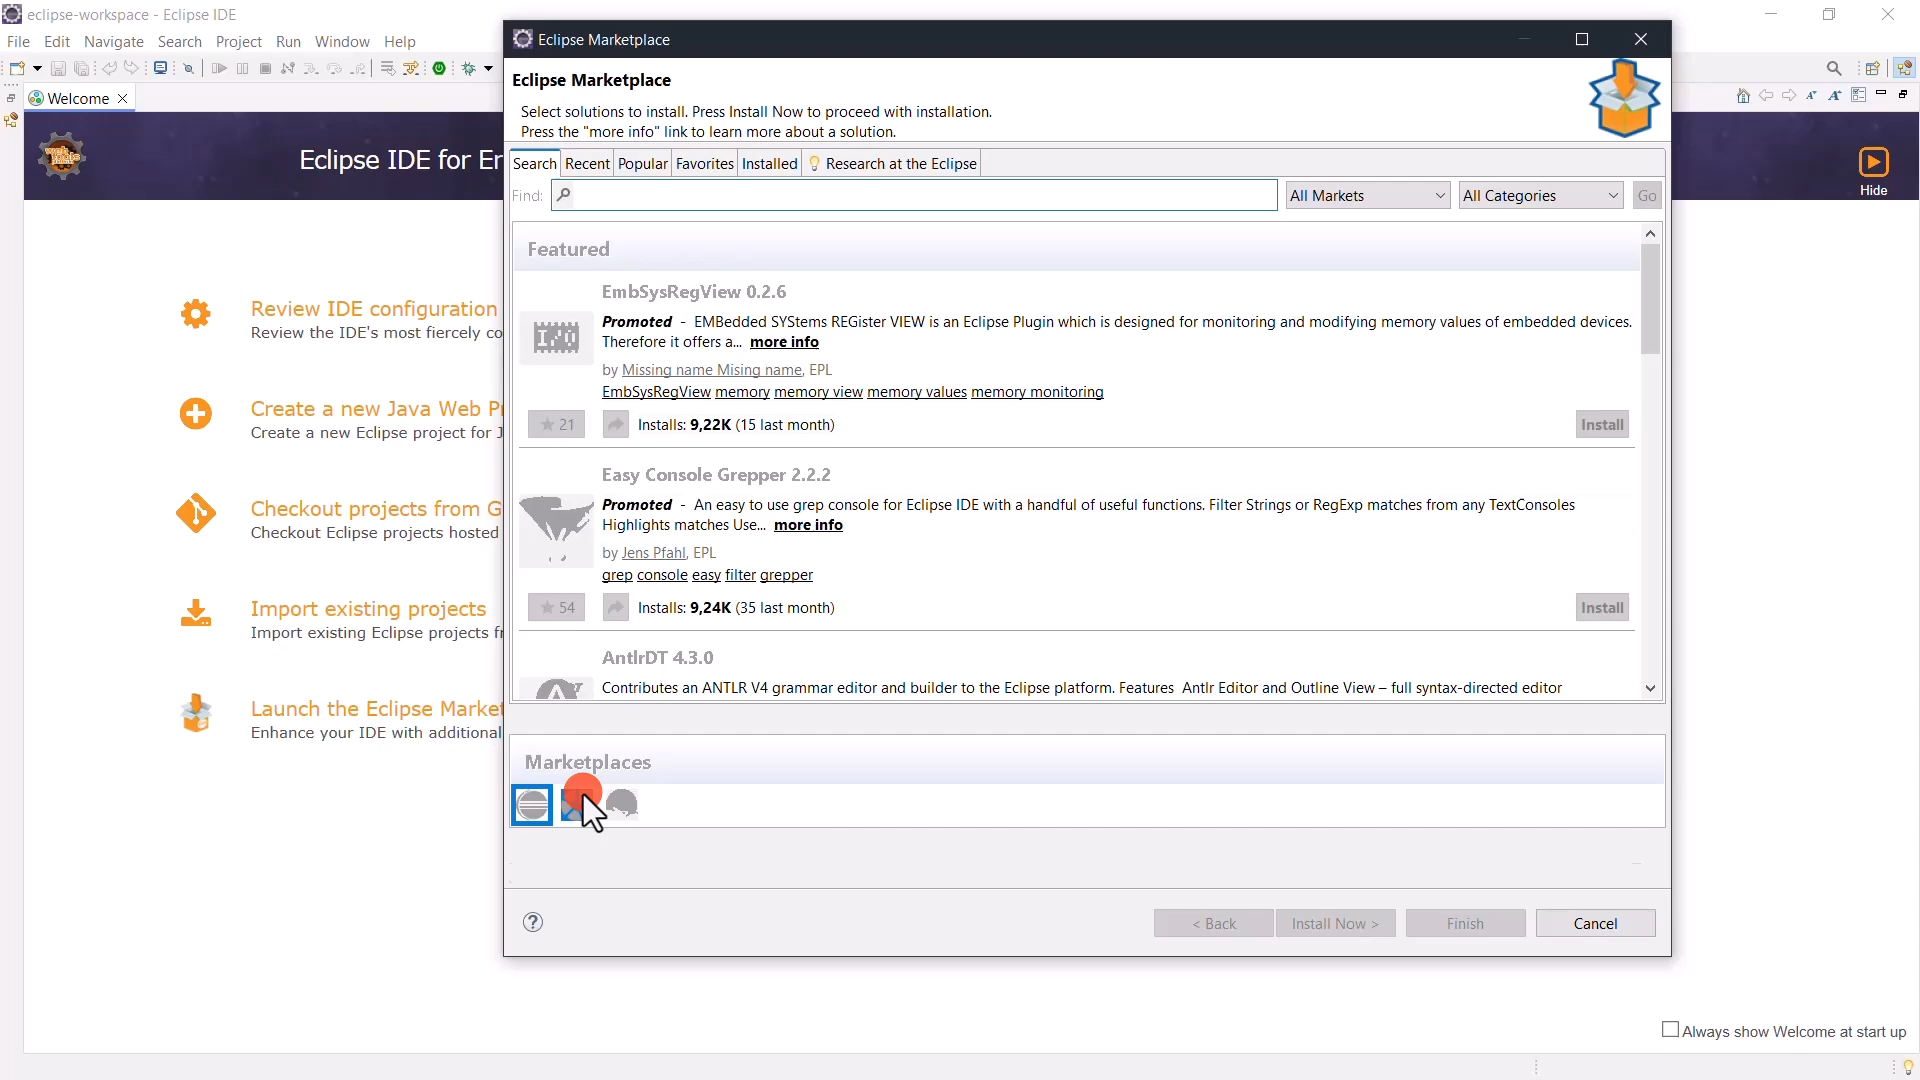 eclipse-workspace - Eclipse IDE
File Edit Navigate Search Project Run Window Help
Welcome
Eclipse IDE for Er
Hide
Review IDE configuration
Review the IDE's most fiercely co
Create a new Java Web P
Create a new Eclipse project for J
Checkout projects from G
Checkout Eclipse projects hosted
Import existing projects
Import existing Eclipse projects fr
Launch the Eclipse Market
Enhance your IDE with additional
Eclipse Marketplace
Eclipse Marketplace
Select solutions to install. Press Install Now to proceed with installation.
Press the "more info" link to learn more about a solution.
Search Recent Popular Favorites Installed Research at the Eclipse
Find: All Markets All Categories Go
Featured
EmbSysRegView 0.2.6
Promoted - EMBedded SYStems REGister VIEW is an Eclipse Plugin which is designed for monitoring and modifying memory values of embedded devices.
Therefore it offers a... more info
by Missing name Mising name, EPL
EmbSysRegView memory memory view memory values memory monitoring
21 Installs: 9,22K (15 last month) Install
Easy Console Grepper 2.2.2
Promoted - An easy to use grep console for Eclipse IDE with a handful of useful functions. Filter Strings or RegExp matches from any TextConsoles
Highlights matches Use... more info
by Jens Pfahl, EPL
grep console easy filter grepper
54 Installs: 9,24K (35 last month) Install
AntlrDT 4.3.0
Contributes an ANTLR V4 grammar editor and builder to the Eclipse platform. Features Antlr Editor and Outline View – full syntax-directed editor
Marketplaces
< Back Install Now > Finish Cancel
Always show Welcome at start up